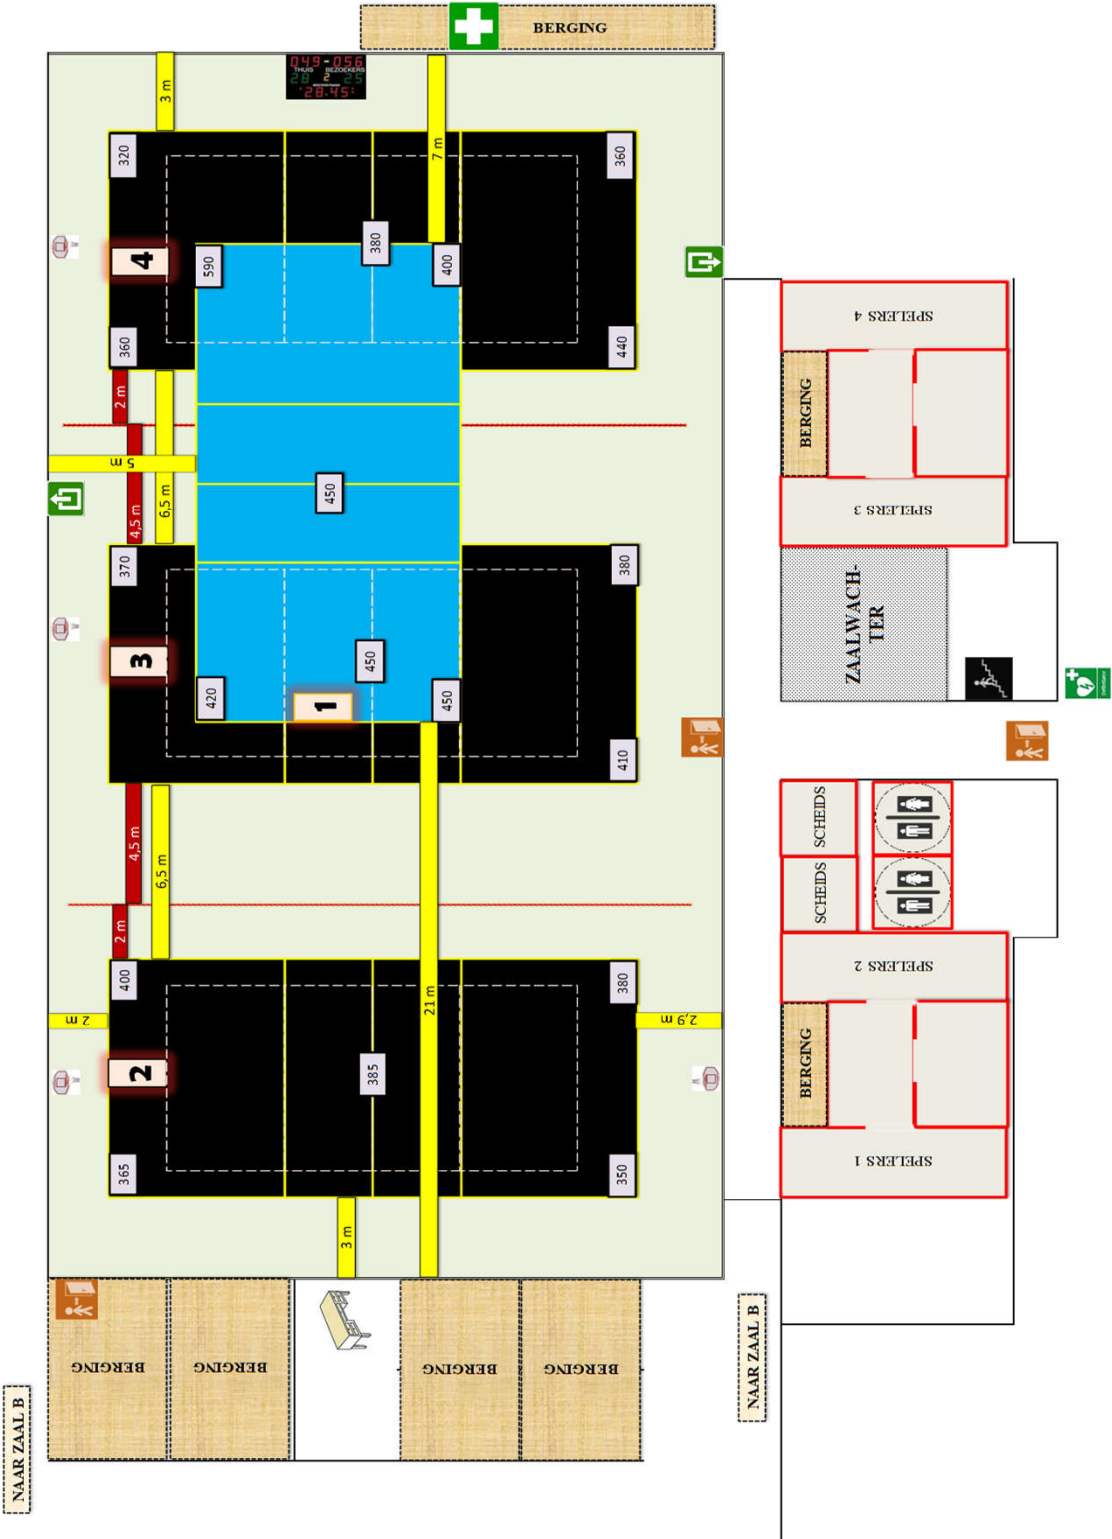 BERGING
049-056
THUIS BEZOEKERS
28 2 25
28.45
3 m
7 m
320
360
4
590
380
400
360
440
2 m
5 m
4,5 m
6,5 m
450
370
380
3
420
450
1
450
410
4,5 m
6,5 m
2 m
400
380
2 m
21 m
2,9 m
2
385
365
350
3 m
BERGING
BERGING
BERGING
BERGING
NAAR ZAAL B
NAAR ZAAL B
SPELERS 4
BERGING
SPELERS 3
ZAALWACH-
TER
SCHEIDS
SCHEIDS
SPELERS 2
BERGING
SPELERS 1